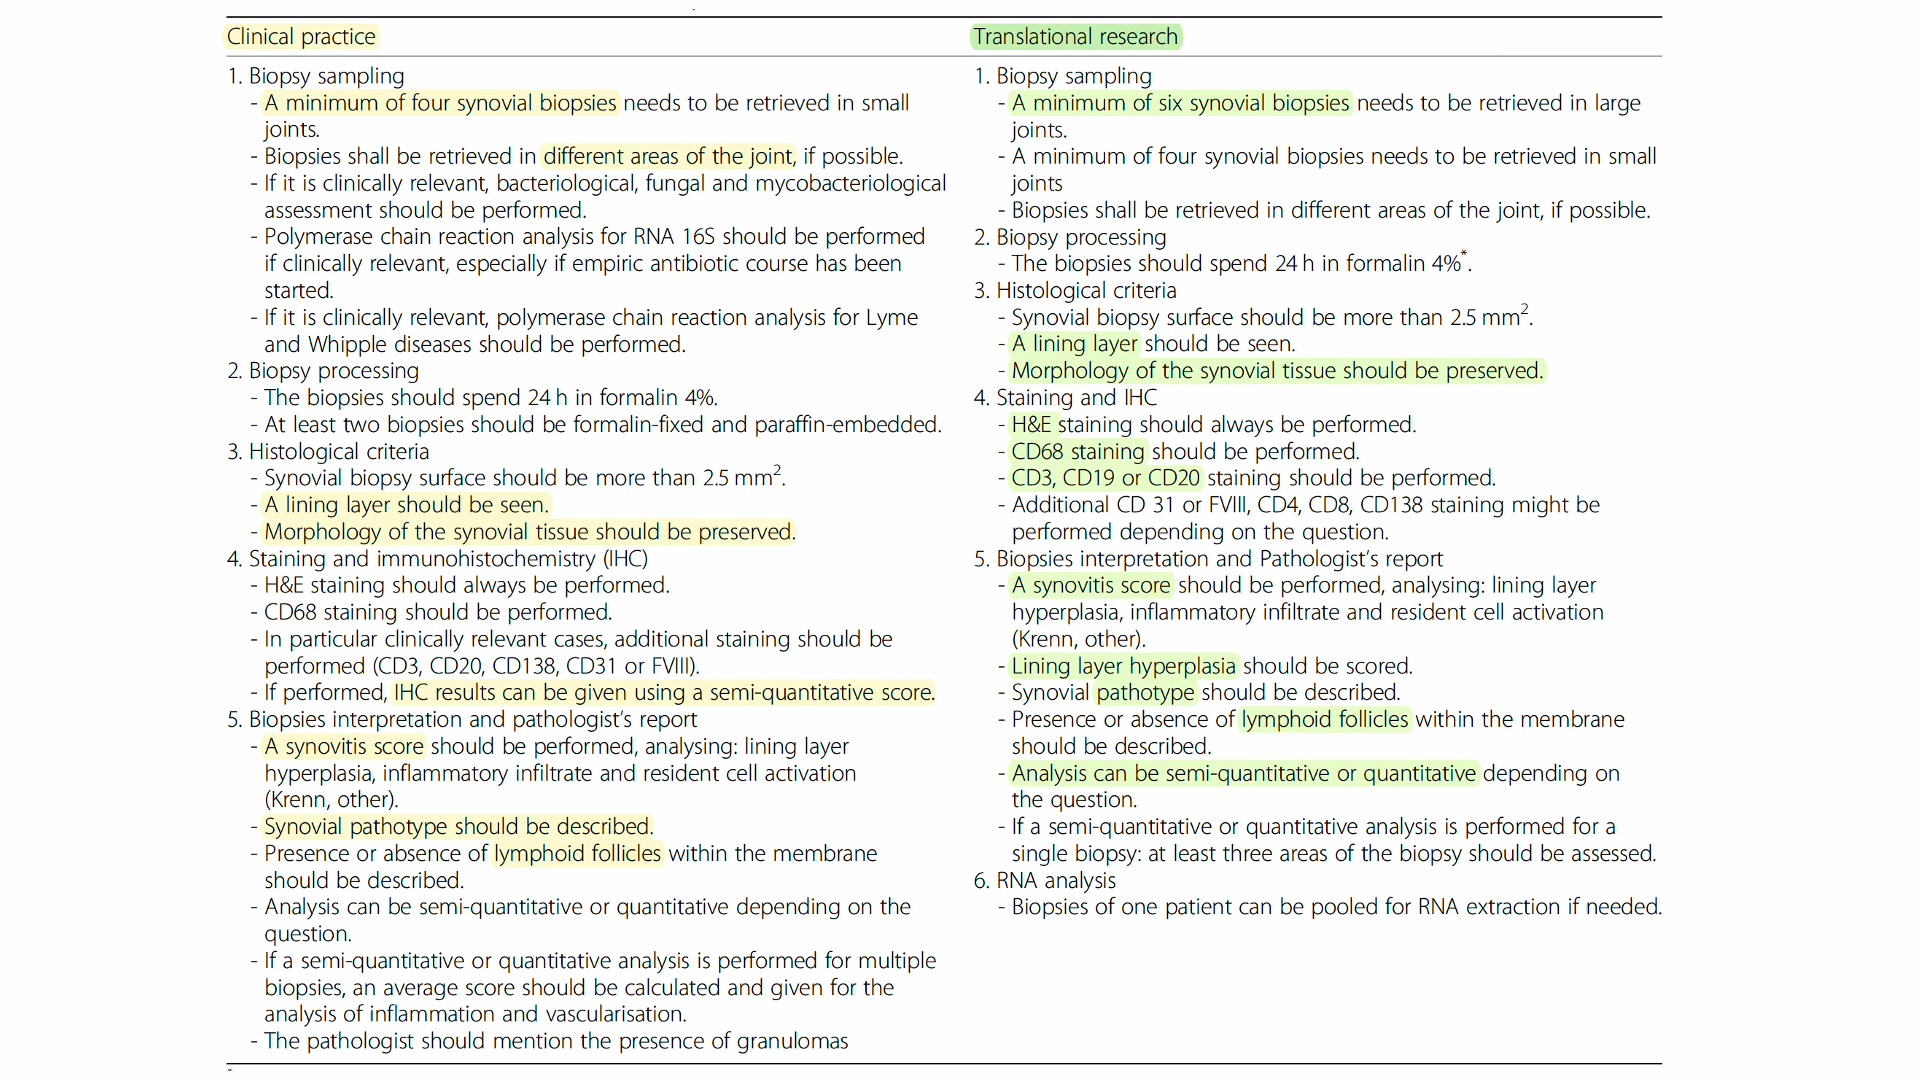 Clinical practice
1. Biopsy sampling
- A minimum of four synovial biopsies needs to be retrieved in small
joints.
- Biopsies shall be retrieved in different areas of the joint, if possible.
- If it is clinically relevant, bacteriological, fungal and mycobacteriological
assessment should be performed.
- Polymerase chain reaction analysis for RNA 16S should be performed
if clinically relevant, especially if empiric antibiotic course has been
started.
- If it is clinically relevant, polymerase chain reaction analysis for Lyme
and Whipple diseases should be performed.
2. Biopsy processing
- The biopsies should spend 24 h in formalin 4%.
- At least two biopsies should be formalin-fixed and paraffin-embedded.
3. Histological criteria
- Synovial biopsy surface should be more than 2.5 mm².
- A lining layer should be seen.
- Morphology of the synovial tissue should be preserved.
4. Staining and immunohistochemistry (IHC)
- H&E staining should always be performed.
- CD68 staining should be performed.
- In particular clinically relevant cases, additional staining should be
performed (CD3, CD20, CD138, CD31 or FVIII).
- If performed, IHC results can be given using a semi-quantitative score.
5. Biopsies interpretation and pathologist's report
- A synovitis score should be performed, analysing: lining layer
hyperplasia, inflammatory infiltrate and resident cell activation
(Krenn, other).
- Synovial pathotype should be described.
- Presence or absence of lymphoid follicles within the membrane
should be described.
- Analysis can be semi-quantitative or quantitative depending on the
question.
- If a semi-quantitative or quantitative analysis is performed for multiple
biopsies, an average score should be calculated and given for the
analysis of inflammation and vascularisation.
- The pathologist should mention the presence of granulomas
Translational research
1. Biopsy sampling
- A minimum of six synovial biopsies needs to be retrieved in large
joints.
- A minimum of four synovial biopsies needs to be retrieved in small
joints
- Biopsies shall be retrieved in different areas of the joint, if possible.
2. Biopsy processing
- The biopsies should spend 24 h in formalin 4%*.
3. Histological criteria
- Synovial biopsy surface should be more than 2.5 mm².
- A lining layer should be seen.
- Morphology of the synovial tissue should be preserved.
4. Staining and IHC
- H&E staining should always be performed.
- CD68 staining should be performed.
- CD3, CD19 or CD20 staining should be performed.
- Additional CD 31 or FVIII, CD4, CD8, CD138 staining might be
performed depending on the question.
5. Biopsies interpretation and Pathologist's report
- A synovitis score should be performed, analysing: lining layer
hyperplasia, inflammatory infiltrate and resident cell activation
(Krenn, other).
- Lining layer hyperplasia should be scored.
- Synovial pathotype should be described.
- Presence or absence of lymphoid follicles within the membrane
should be described.
- Analysis can be semi-quantitative or quantitative depending on
the question.
- If a semi-quantitative or quantitative analysis is performed for a
single biopsy: at least three areas of the biopsy should be assessed.
6. RNA analysis
- Biopsies of one patient can be pooled for RNA extraction if needed.